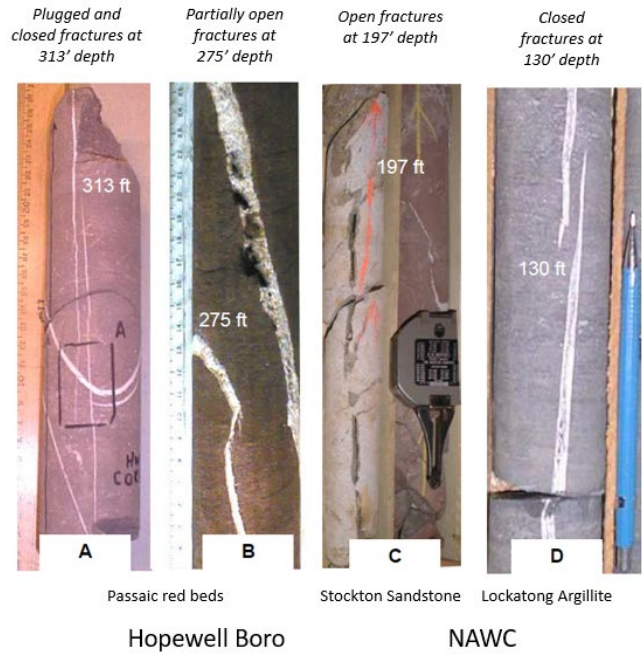 Plugged and
closed fractures at
313’ depth
Partially open
fractures at
275’ depth
Open fractures
at 197’ depth
Closed
fractures at
130’ depth
313 ft
275 ft
197 ft
130 ft
A
A
B
C
D
Passaic red beds
Stockton Sandstone
Lockatong Argillite
Hopewell Boro
NAWC